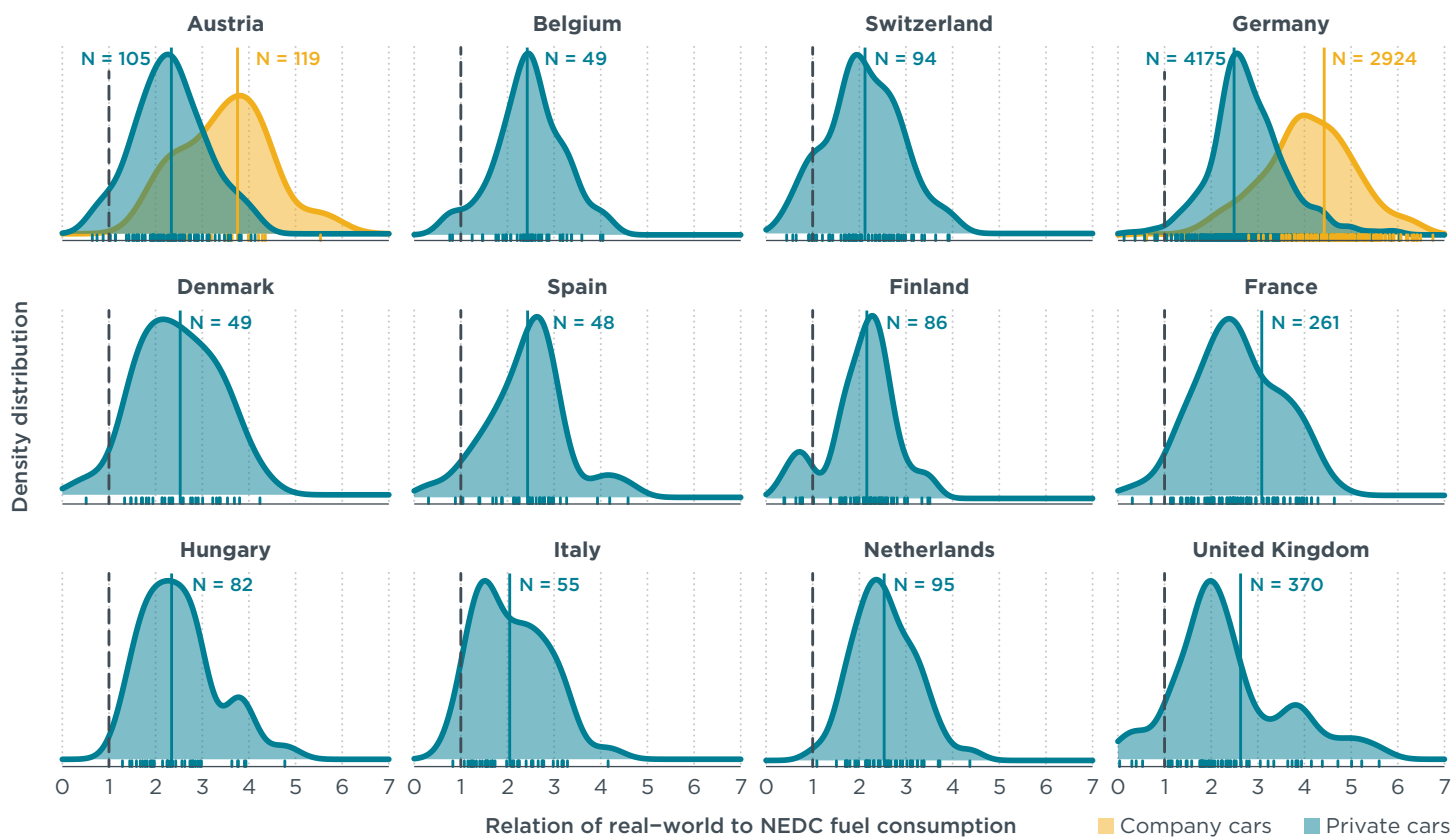 Austria
Belgium
Switzerland
Germany
N = 105
N = 119
N = 49
N = 94
N = 4175
N = 2924
Denmark
Spain
Finland
France
N = 49
N = 48
N = 86
N = 261
Density distribution
Hungary
Italy
Netherlands
United Kingdom
N = 82
N = 55
N = 95
N = 370
0 1 2 3 4 5 6 7
0 1 2 3 4 5 6 7
0 1 2 3 4 5 6 7
0 1 2 3 4 5 6 7
Relation of real–world to NEDC fuel consumption
Company cars
Private cars